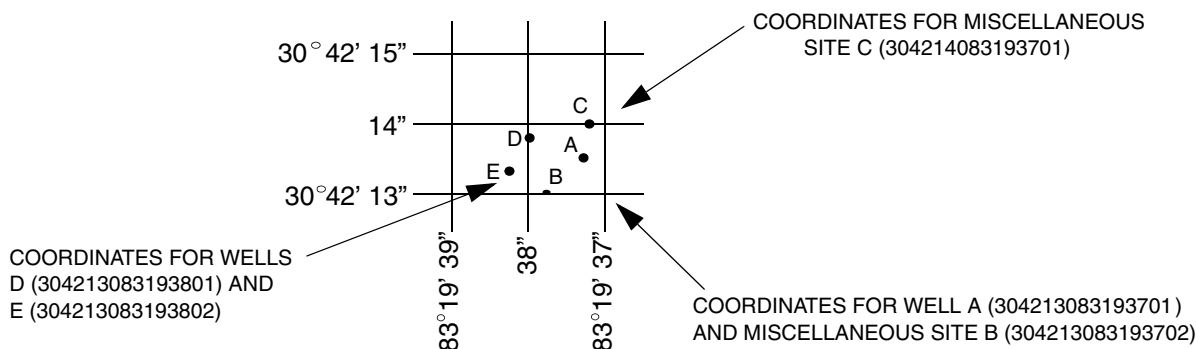 COORDINATES FOR MISCELLANEOUS
SITE C (304214083193701)
30° 42' 15”
14”
30° 42' 13”
C
D
A
E
B
83° 19' 39”
38”
83° 19' 37”
COORDINATES FOR WELLS
D (304213083193801) AND
E (304213083193802)
COORDINATES FOR WELL A (304213083193701)
AND MISCELLANEOUS SITE B (304213083193702)